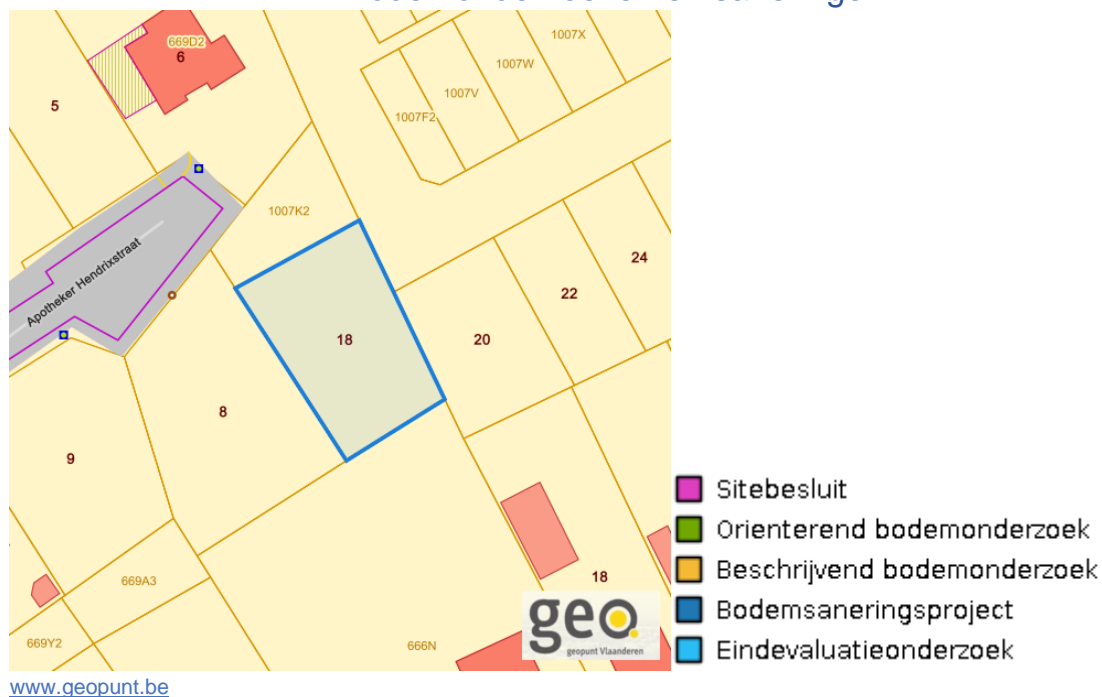 669D2
6
1007X
1007W
1007V
1007F2
5
1007K2
Apotheker Hendrixstraat
24
22
18
20
8
9
18
669A3
669Y2
666N
geo.
geopunt Vlaanderen
Sitebesluit
Orienterend bodemonderzoek
Beschrijvend bodemonderzoek
Bodemsaneringsproject
Eindevaluatieonderzoek
www.geopunt.be